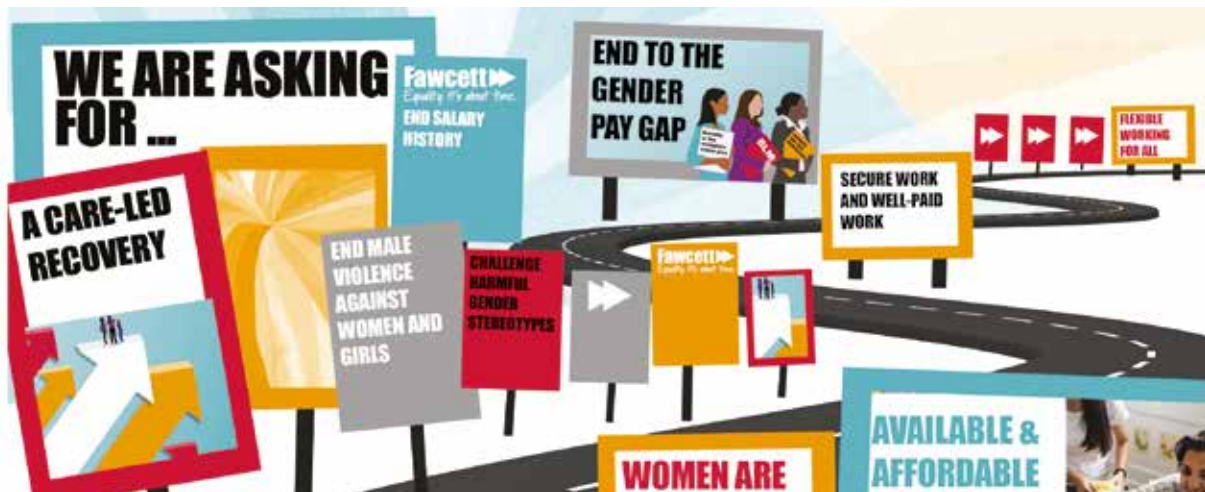 WE ARE ASKING
FOR ...
Fawcett
Equality. It's about time.
END SALARY
HISTORY
END TO THE
GENDER
PAY GAP
FLEXIBLE
WORKING
FOR ALL
SECURE WORK
AND WELL-PAID
WORK
A CARE-LED
RECOVERY
END MALE
VIOLENCE
AGAINST
WOMEN AND
GIRLS
CHALLENGE
HARMFUL
GENDER
STEREOTYPES
Fawcett
Equality. It's about time.
WOMEN ARE
AVAILABLE &
AFFORDABLE